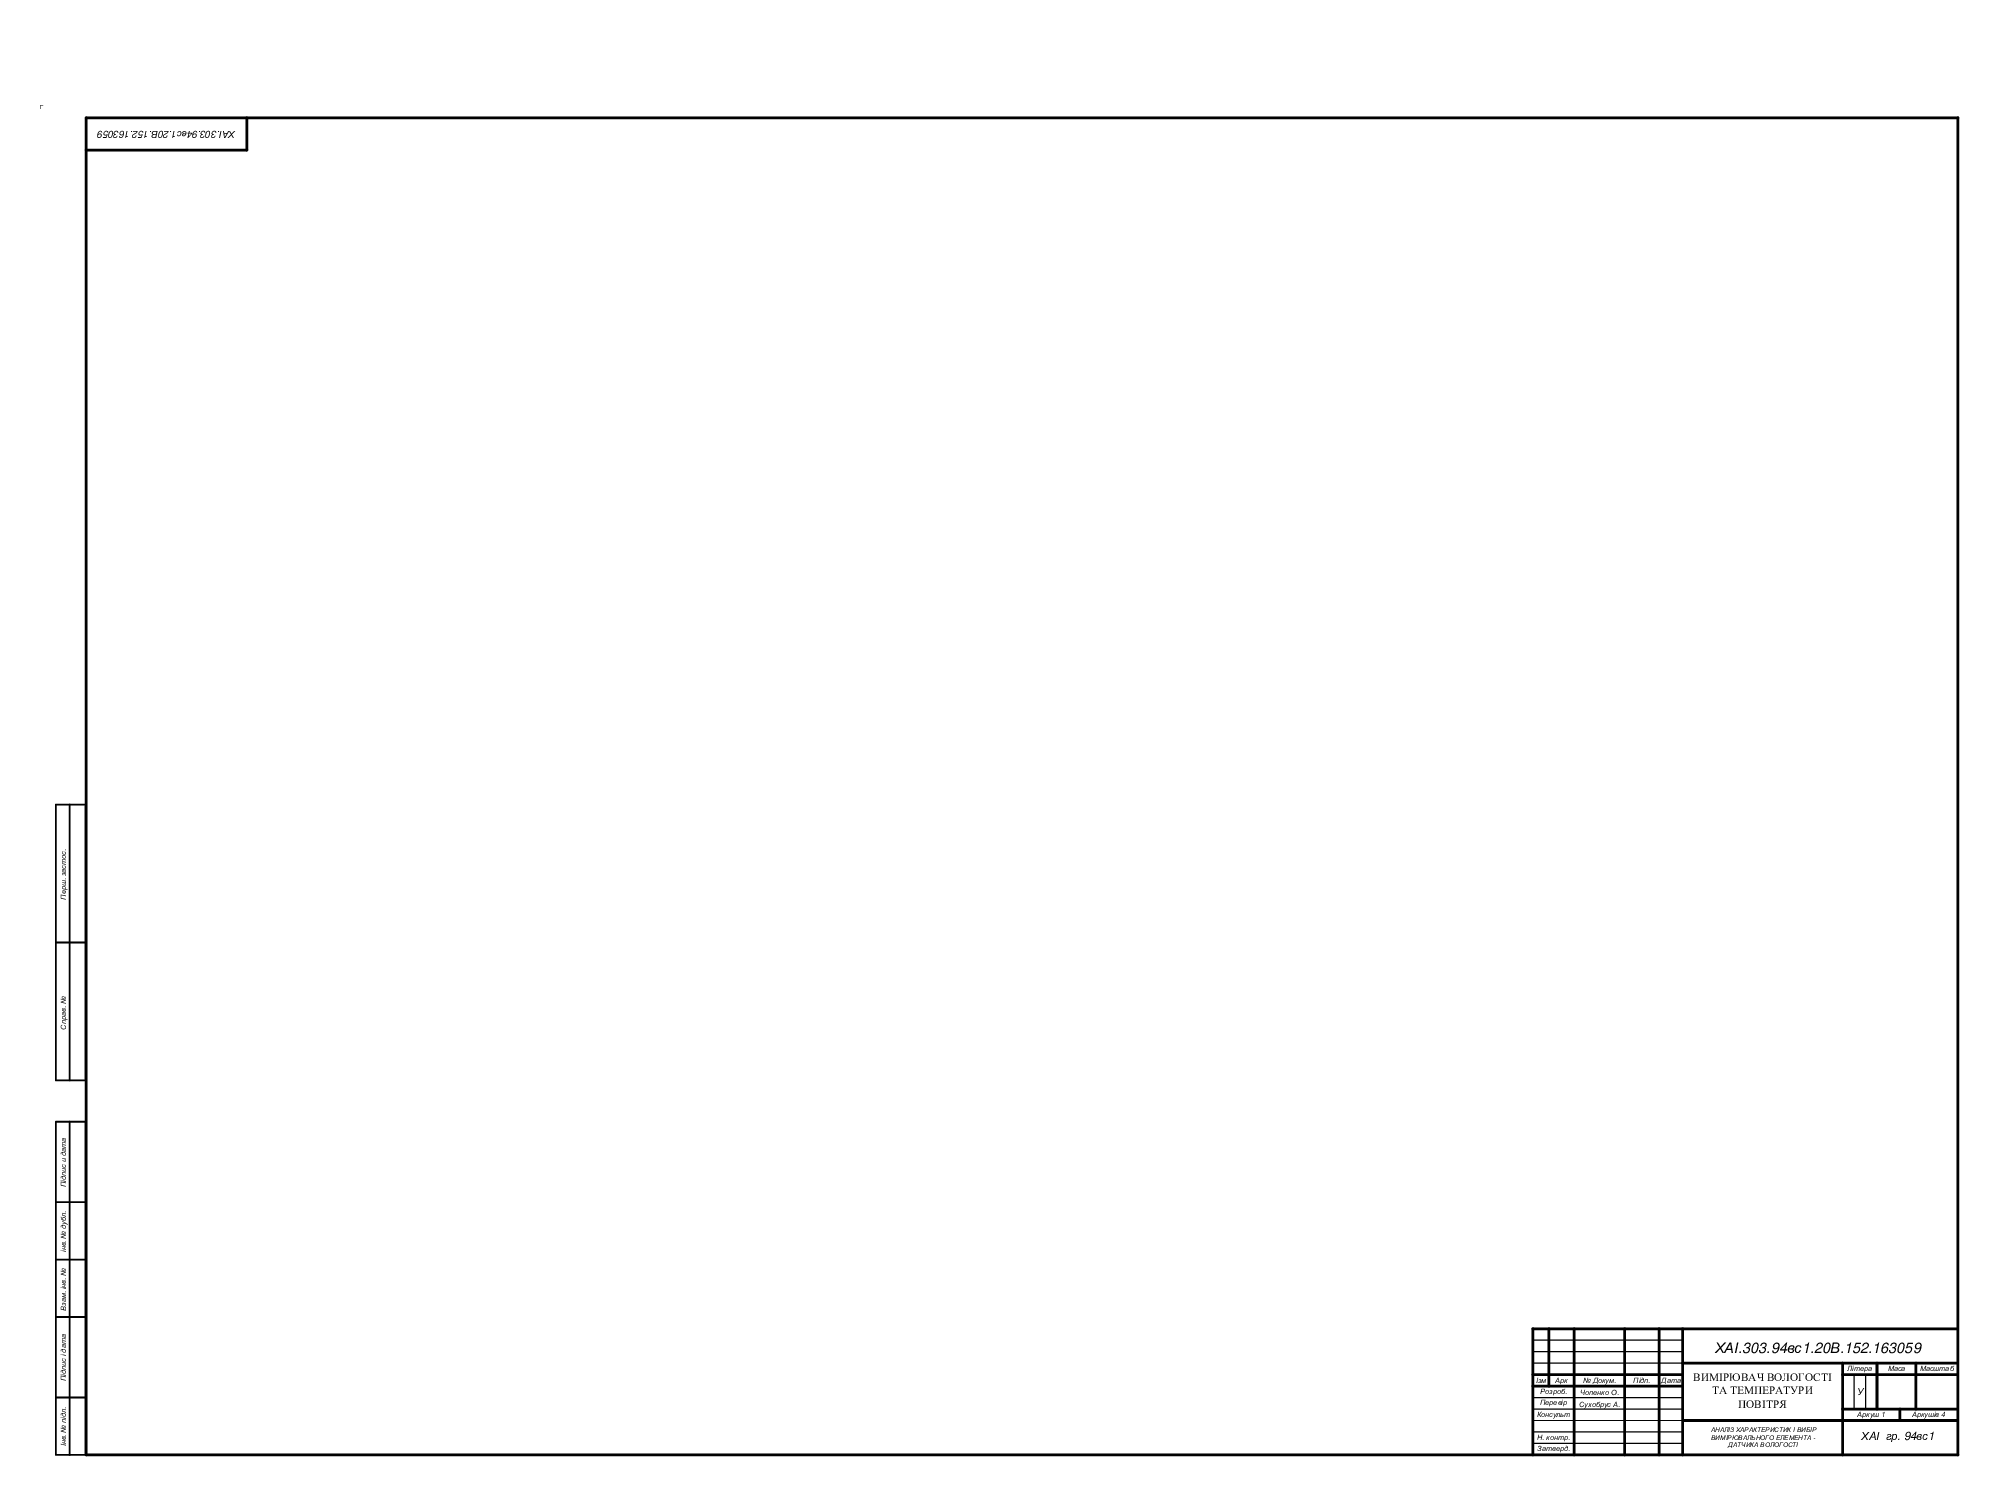 ХАІ.303.94вс1.20В.152.163059
Перш. застос.
Справ. №
Підпис и дата
інв. № дубл.
Взам. інв. №
Підпис і дата
Інв. № підл.
ХАІ.303.94вс1.20В.152.163059
Ізм Арк № Докум. Підп. Дата
Розроб. Чопенко О.
Перевір Сухобрус А.
Консульт
Н. контр.
Затверд.
ВИМІРЮВАЧ ВОЛОГОСТІ
ТА ТЕМПЕРАТУРИ
ПОВІТРЯ
Літера Маса Масштаб
У
Аркуш 1 Аркушів 4
АНАЛІЗ ХАРАКТЕРИСТИК І ВИБІР
ВИМІРЮВАЛЬНОГО ЕЛЕМЕНТА -
ДАТЧИКА ВОЛОГОСТІ
ХАІ гр. 94вс1